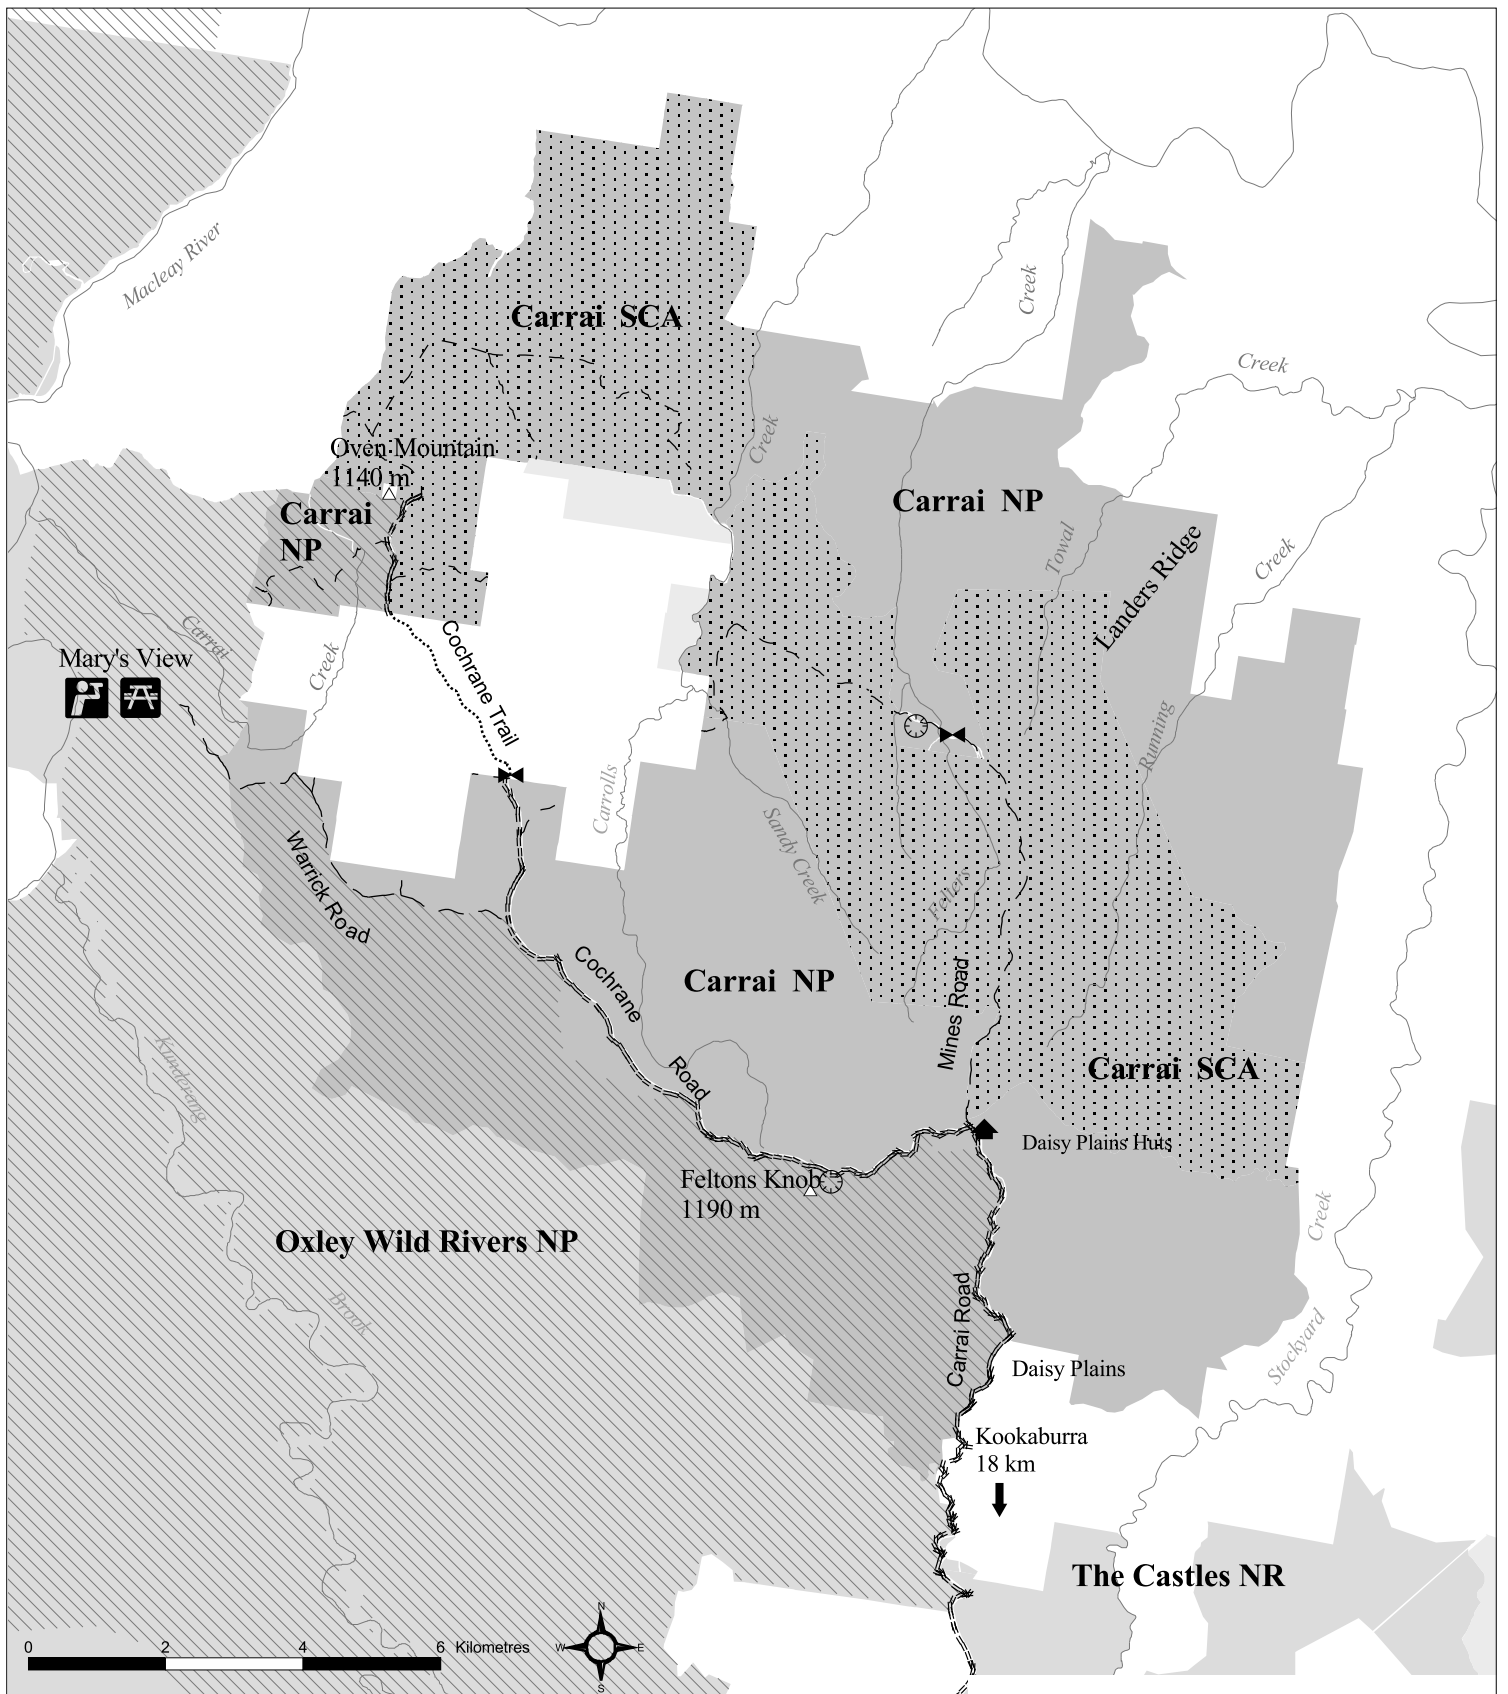 Macleay River
Creek
Carrai SCA
Creek
Creek
Oven Mountain
1140 m
Carrai NP
Carrai
NP
Towal
Landers Ridge
Creek
Carrai
Cochrane Trail
Mary's View
Creek
Running
Carrolls
Sandy Creek
Warrick Road
Fellers
Cochrane
Carrai NP
Mines Road
Kunderang
Road
Carrai SCA
Daisy Plains Huts
Feltons Knob
1190 m
Creek
Oxley Wild Rivers NP
Brook
Carrai Road
Stockyard
Daisy Plains
Kookaburra
18 km
The Castles NR
N
0 2 4 6 Kilometres
W E
S